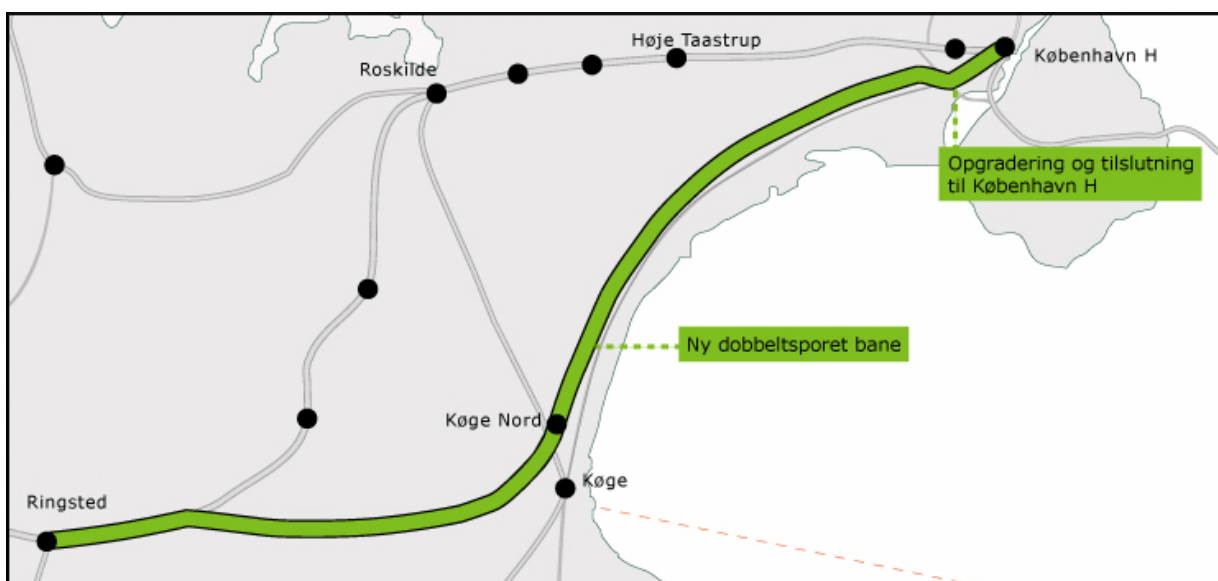 Høje Taastrup
København H
Roskilde
Opgradering og tilslutning
til København H
Ny dobbeltsporet bane
Køge Nord
Køge
Ringsted